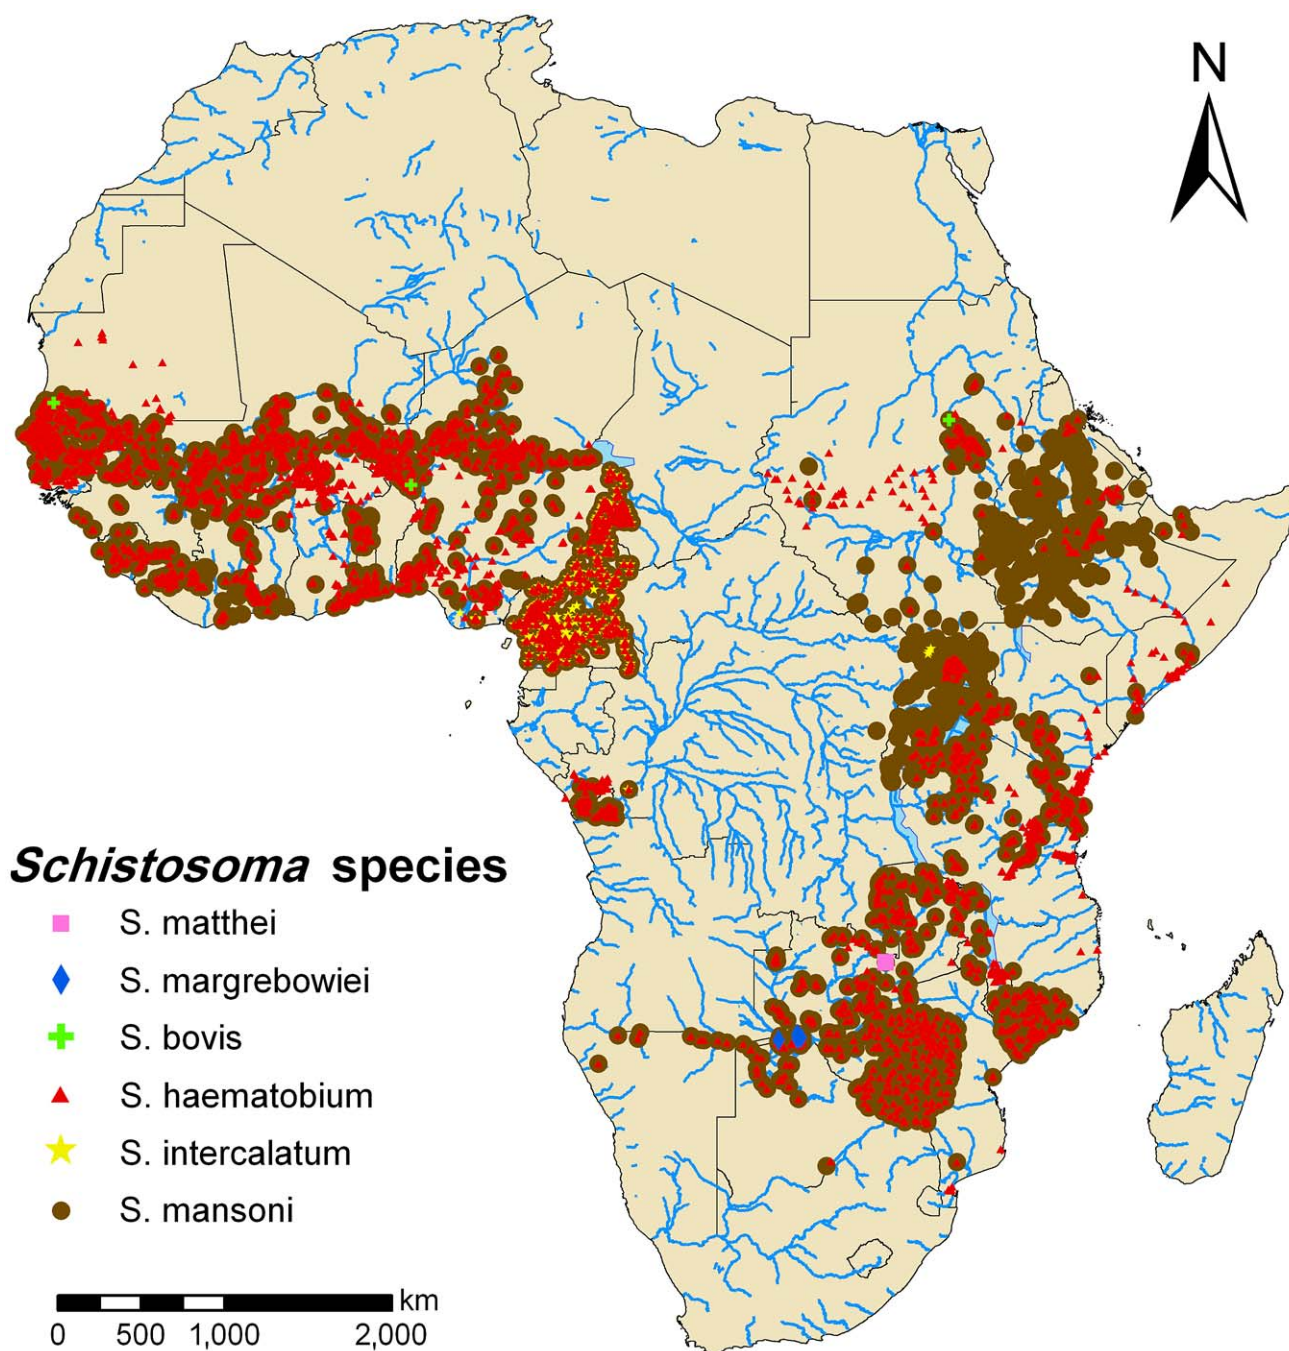 N
Schistosoma species
S. matthei
S. margrebowiei
S. bovis
S. haematobium
S. intercalatum
S. mansoni
km
0 500 1,000 2,000